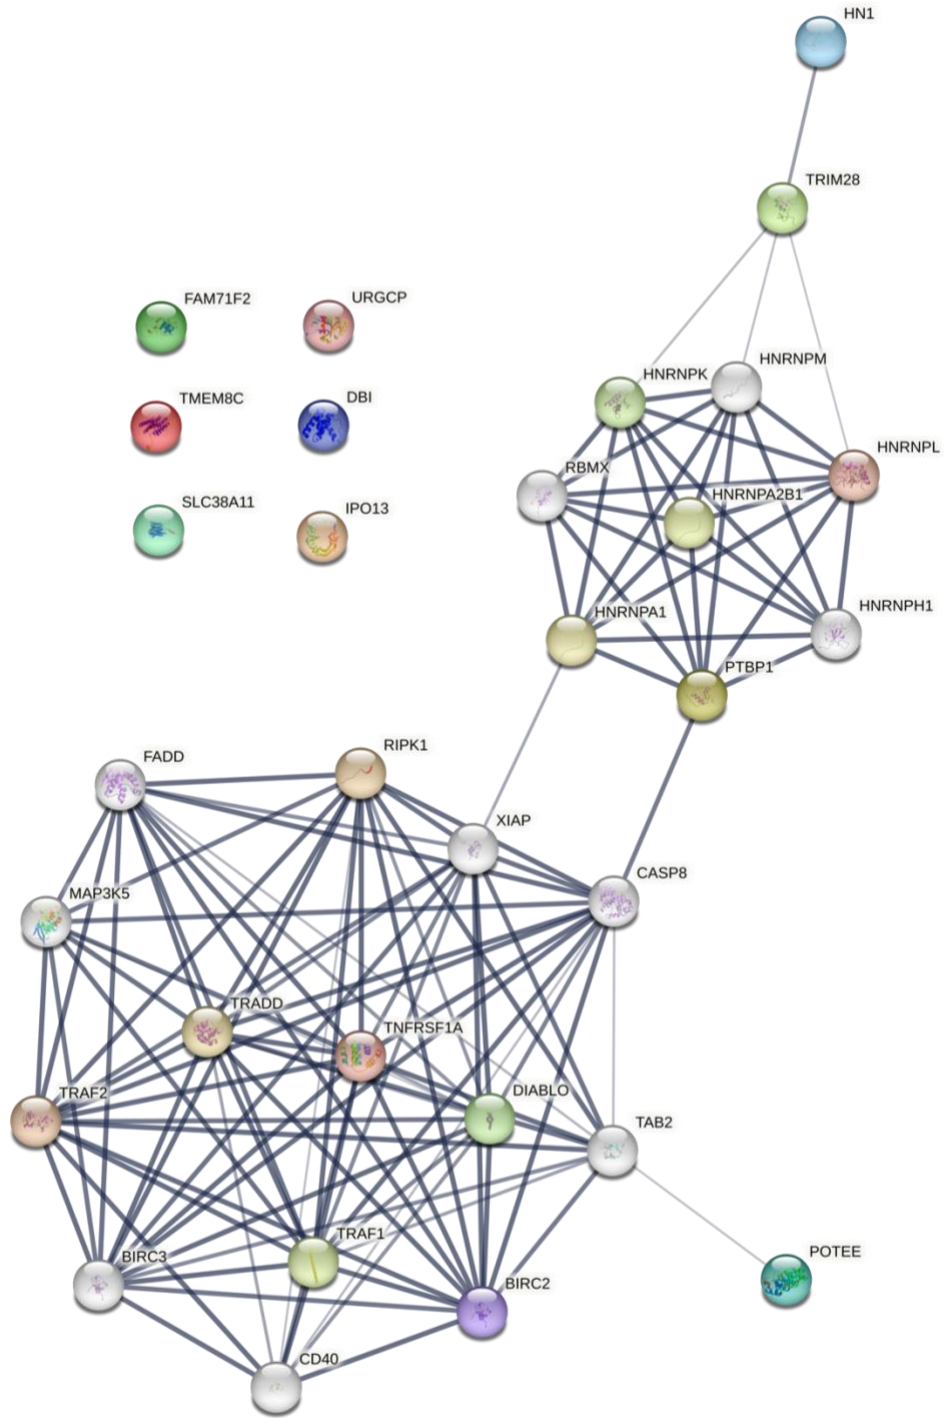 HN1
TRIM28
FAM71F2
URGCP
HNRNPM
HNRNPK
TMEM8C
DBI
HNRNPL
RBMX
HNRNPA2B1
SLC38A11
IPO13
HNRNPA1
HNRNPH1
PTBP1
RIPK1
FADD
XIAP
CASP8
MAP3K5
TRADD
TNFRSF1A
DIABLO
TRAF2
TAB2
TRAF1
POTEE
BIRC3
BIRC2
CD40